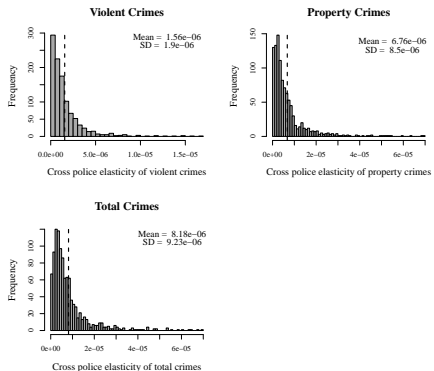 Violent Crimes
Mean = 1.56e−06
SD = 1.9e−06
Frequency
0 50 100 200 300
0.0e+00 5.0e−06 1.0e−05 1.5e−05
Cross police elasticity of violent crimes
Property Crimes
Mean = 6.76e−06
SD = 8.5e−06
Frequency
0 50 100 150
0e+00 2e−05 4e−05 6e−05
Cross police elasticity of property crimes
Total Crimes
Mean = 8.18e−06
SD = 9.23e−06
Frequency
0 20 40 60 80 100
0e+00 2e−05 4e−05 6e−05
Cross police elasticity of total crimes